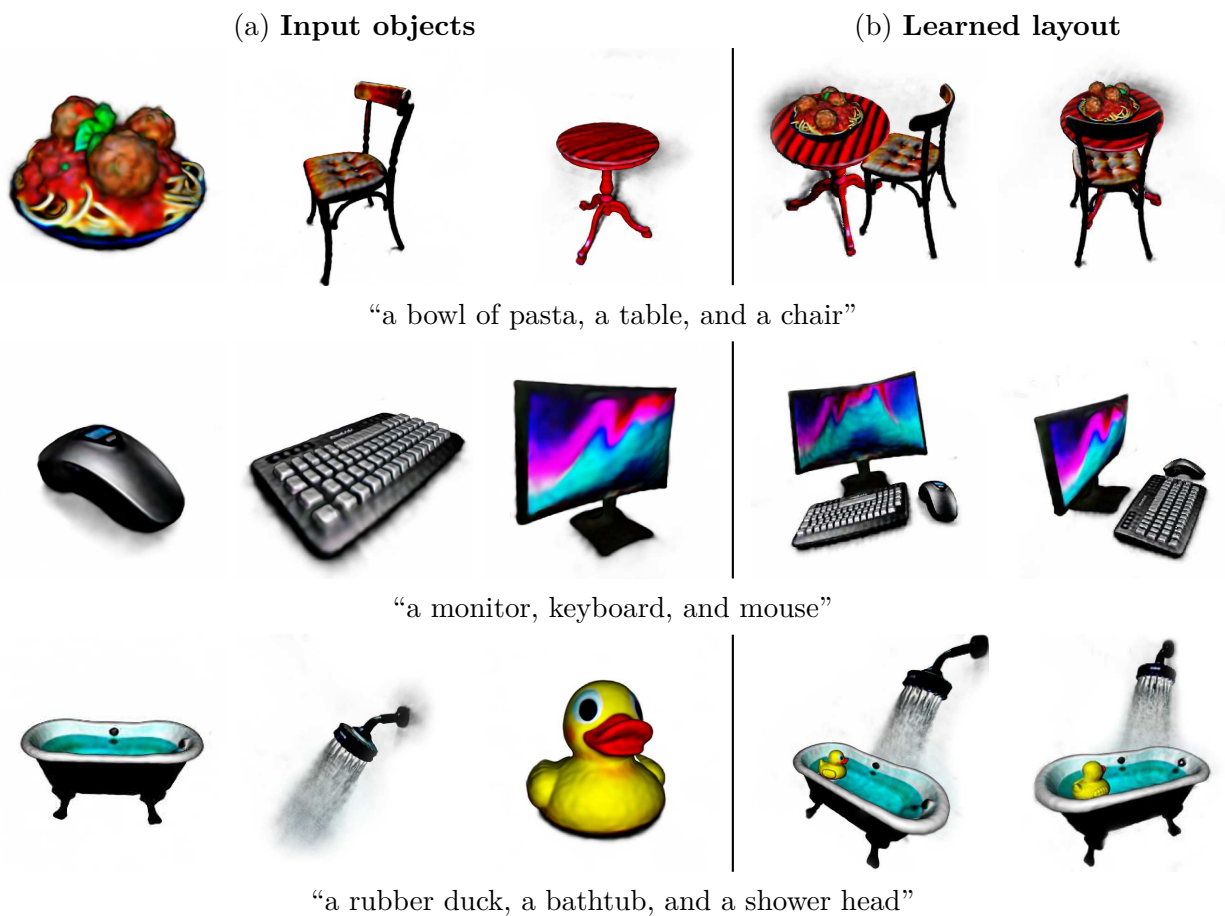 (a) Input objects
(b) Learned layout
“a bowl of pasta, a table, and a chair”
“a monitor, keyboard, and mouse”
“a rubber duck, a bathtub, and a shower head”